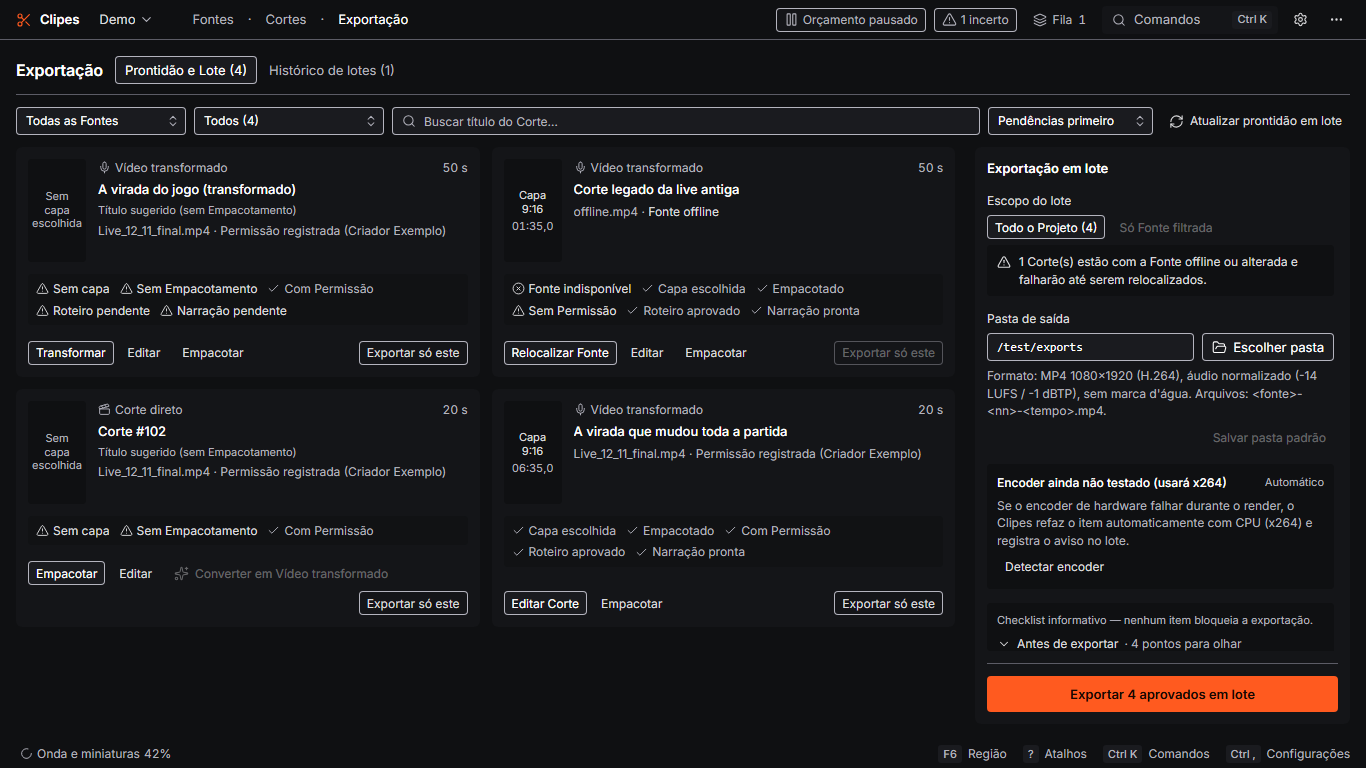 Clipes Demo Fontes · Cortes · Exportação Orçamento pausado 1 incerto Fila 1 Comandos Ctrl K
Exportação Prontidão e Lote (4) Histórico de lotes (1)
Todas as Fontes Todos (4) Buscar título do Corte... Pendências primeiro Atualizar prontidão em lote
Sem capa escolhida
Vídeo transformado 50 s
A virada do jogo (transformado)
Título sugerido (sem Empacotamento)
Live_12_11_final.mp4 · Permissão registrada (Criador Exemplo)
Sem capa Sem Empacotamento Com Permissão
Roteiro pendente Narração pendente
Transformar Editar Empacotar Exportar só este
Capa
9:16
01:35,0
Vídeo transformado 50 s
Corte legado da live antiga
offline.mp4 · Fonte offline
Fonte indisponível Capa escolhida Empacotado
Sem Permissão Roteiro aprovado Narração pronta
Relocalizar Fonte Editar Empacotar Exportar só este
Sem capa escolhida
Corte direto 20 s
Corte #102
Título sugerido (sem Empacotamento)
Live_12_11_final.mp4 · Permissão registrada (Criador Exemplo)
Sem capa Sem Empacotamento Com Permissão
Empacotar Editar Converter em Vídeo transformado
Exportar só este
Capa
9:16
06:35,0
Vídeo transformado 20 s
A virada que mudou toda a partida
Live_12_11_final.mp4 · Permissão registrada (Criador Exemplo)
Capa escolhida Empacotado Com Permissão
Roteiro aprovado Narração pronta
Editar Corte Empacotar Exportar só este
Exportação em lote
Escopo do lote
Todo o Projeto (4) Só Fonte filtrada
1 Corte(s) estão com a Fonte offline ou alterada e
falharão até serem relocalizados.
Pasta de saída
/test/exports Escolher pasta
Formato: MP4 1080×1920 (H.264), áudio normalizado (-14
LUFS / -1 dBTP), sem marca d'água. Arquivos: <fonte>-
<nn>-<tempo>.mp4.
Salvar pasta padrão
Encoder ainda não testado (usará x264) Automático
Se o encoder de hardware falhar durante o render, o
Clipes refaz o item automaticamente com CPU (x264) e
registra o aviso no lote.
Detectar encoder
Checklist informativo — nenhum item bloqueia a exportação.
Antes de exportar · 4 pontos para olhar
Exportar 4 aprovados em lote
Onda e miniaturas 42% F6 Região ? Atalhos Ctrl K Comandos Ctrl , Configurações